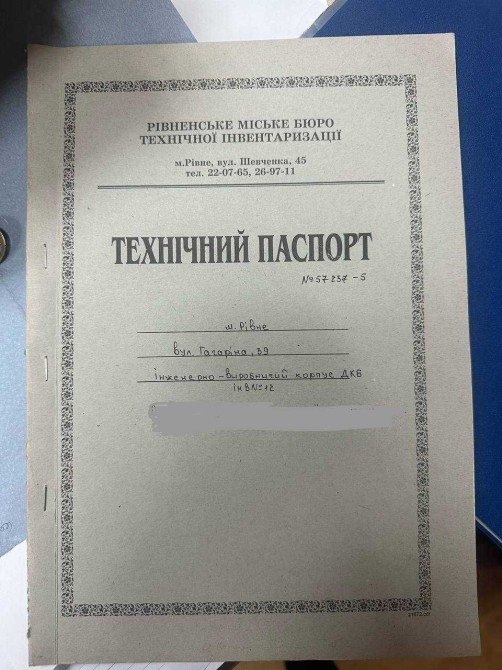 РІВНЕНСЬКЕ МІСЬКЕ БЮРО
ТЕХНІЧНОЇ ІНВЕНТАРИЗАЦІЇ
м.Рівне, вул. Шевченка, 45
тел. 22-07-65, 26-97-11
ТЕХНІЧНИЙ ПАСПОРТ
№57237-5
м. Рівне
вул. Гагаріна, 39
інженерно-виробничий корпус ДКБ
інв№12